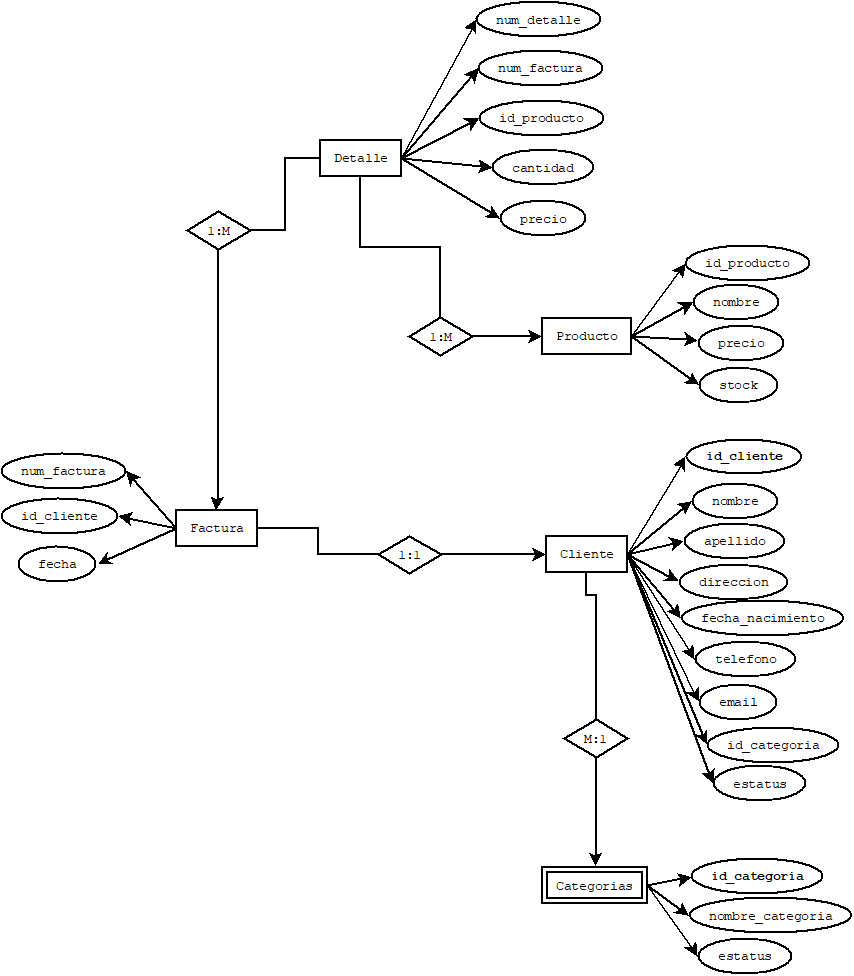 num_detalle
num_factura
id_producto
Detalle
cantidad
precio
1:M
id_producto
nombre
1:M
Producto
precio
stock
id_cliente
num_factura
nombre
id_cliente
Factura
apellido
fecha
1:1
Cliente
direccion
fecha_nacimiento
telefono
email
M:1
id_categoria
estatus
id_categoria
Categorias
nombre_categoria
estatus